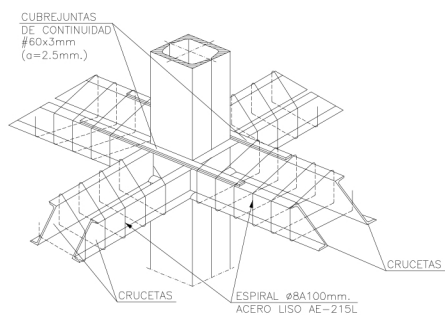 CUBREJUNTAS
DE CONTINUIDAD
#60x3mm
(a=2.5mm.)
CRUCETAS
CRUCETAS
ESPIRAL ø8A100mm.
ACERO LISO AE-215L